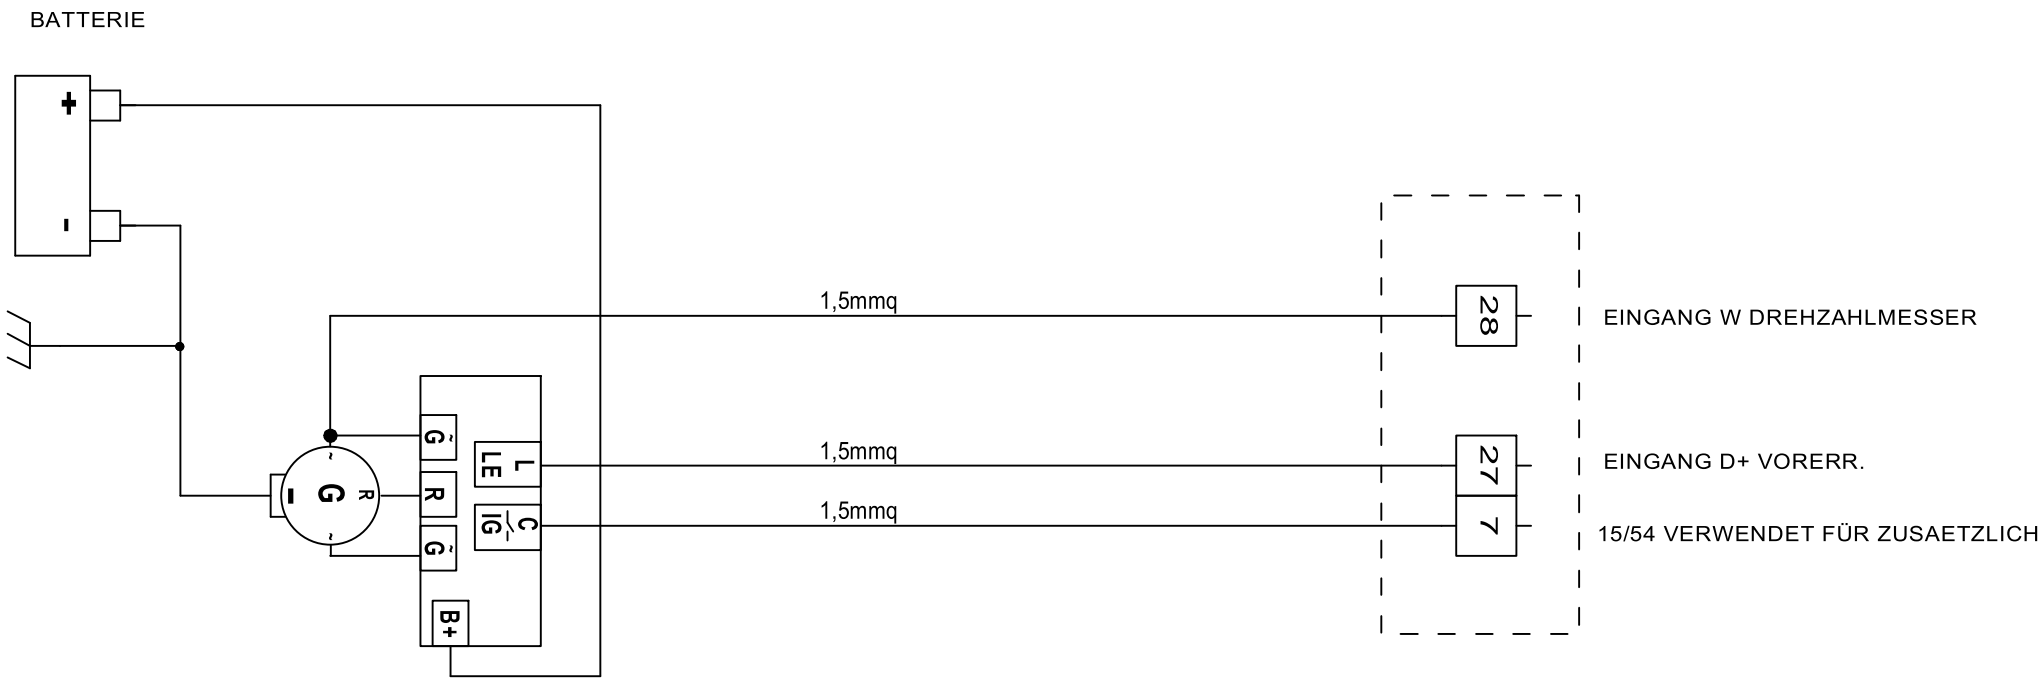 BATTERIE
+
-
1,5mmq
28
EINGANG W DREHZAHLMESSER
1,5mmq
27
EINGANG D+ VORERR.
1,5mmq
7
15/54 VERWENDET FÜR ZUSAETZLICH
~
G
R
~
-
G~
R
G~
L
LE
C
IG
B+